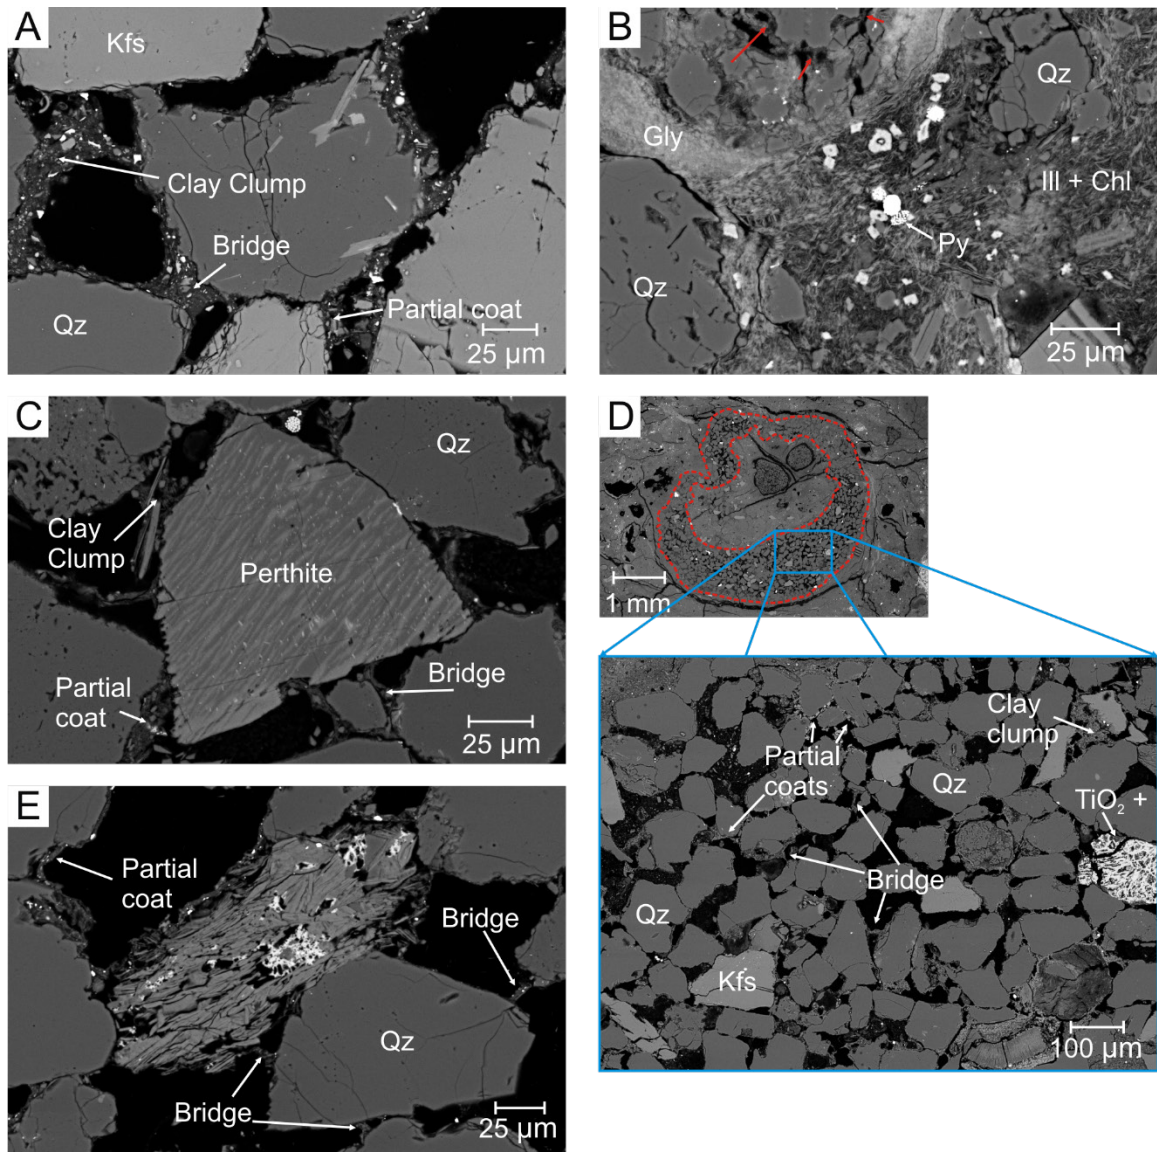 A
Kfs
Clay Clump
Bridge
Qz
Partial coat
25 µm
B
Qz
Gly
Ill + Chl
Py
Qz
25 µm
C
Qz
Clay
Clump
Perthite
Partial
coat
Bridge
25 µm
D
1 mm
Clay
clump
Partial
coats
Qz
TiO₂ +
Bridge
Qz
Kfs
100 µm
E
Partial
coat
Bridge
Qz
Bridge
25 µm